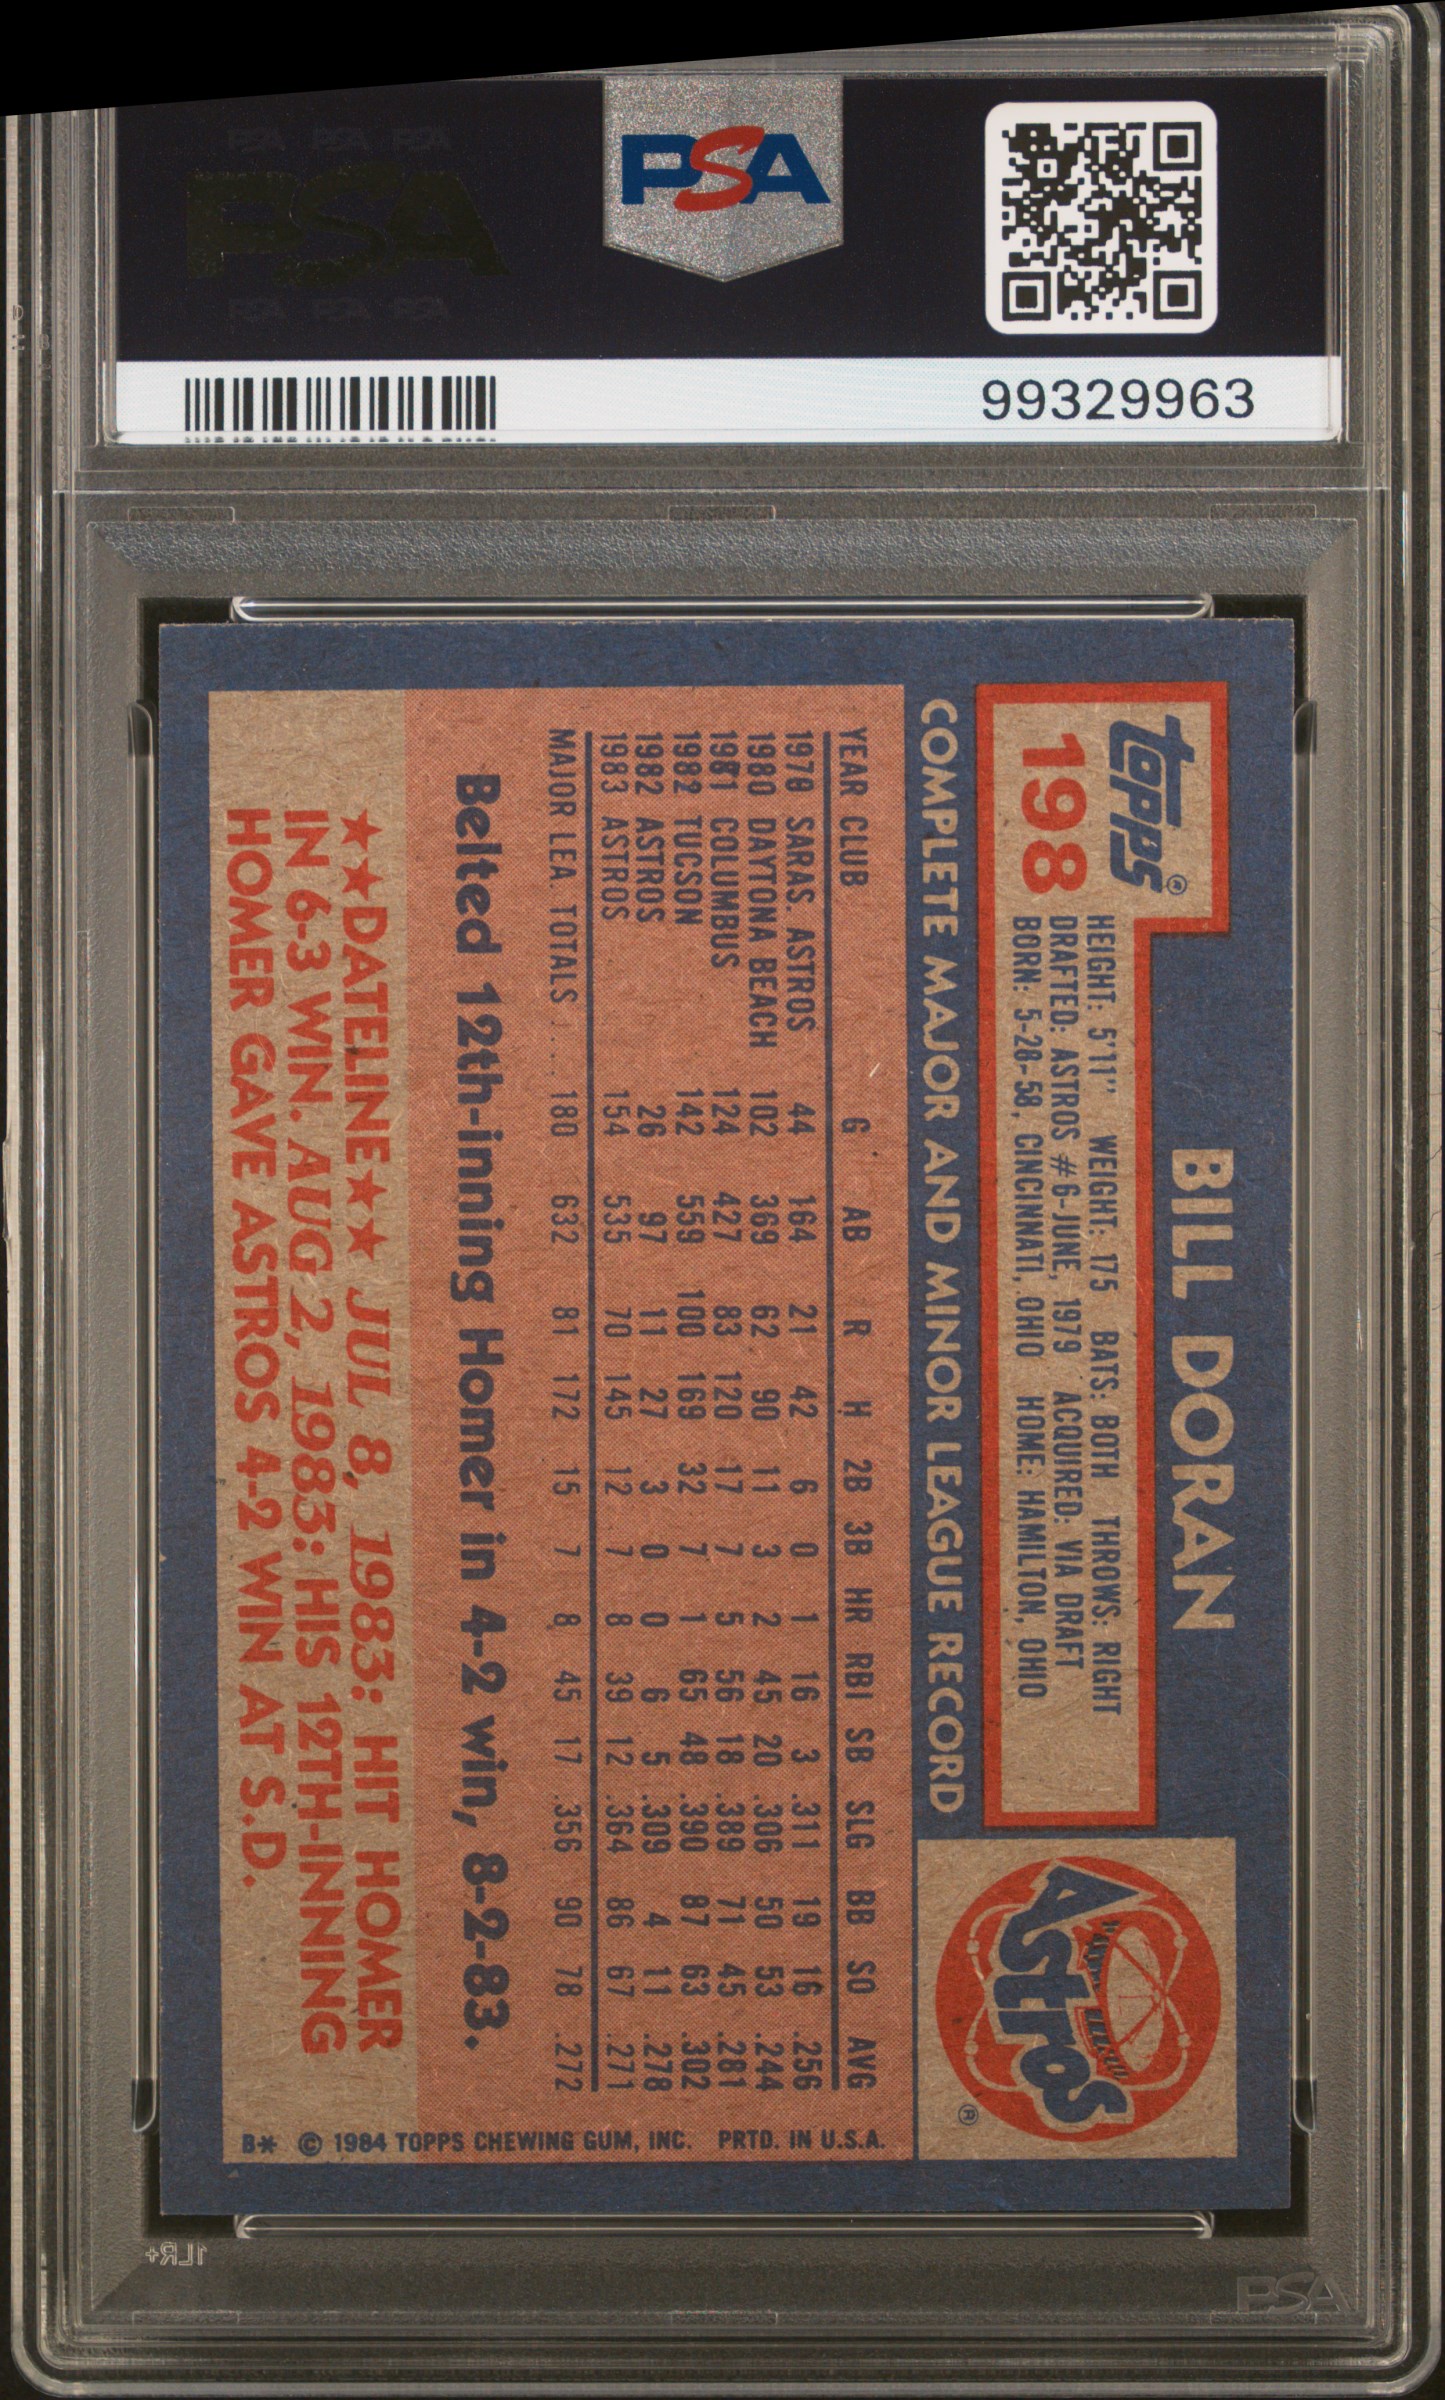 PSA PSA PSA
PSA
PSA PSA PSA
PSA
99329963
topps®
198
BILL DORAN
HEIGHT: 5'11" WEIGHT: 175 BATS: BOTH THROWS: RIGHT
DRAFTED: ASTROS #6-JUNE, 1979 ACQUIRED: VIA DRAFT
BORN: 5-28-58, CINCINNATI, OHIO HOME: HAMILTON, OHIO
Astros
®
COMPLETE MAJOR AND MINOR LEAGUE RECORD
YEAR CLUB G AB R H 2B 3B HR RBI SB SLG BB SO AVG
1979 SARAS. ASTROS 44 164 21 42 6 0 1 16 3 .311 19 16 .256
1980 DAYTONA BEACH 102 369 62 90 11 3 2 45 20 .306 50 53 .244
1981 COLUMBUS 124 427 83 120 17 7 5 56 18 .389 71 45 .281
1982 TUCSON 142 559 100 169 32 7 1 65 48 .390 87 63 .302
1982 ASTROS 26 97 11 27 3 0 0 6 5 .309 4 11 .278
1983 ASTROS 154 535 70 145 12 7 8 39 12 .364 86 67 .271
MAJOR LEA. TOTALS .... 180 632 81 172 15 7 8 45 17 .356 90 78 .272
Belted 12th-inning Homer in 4-2 win, 8-2-83.
★★DATELINE★★ JUL 8, 1983: HIT HOMER
IN 6-3 WIN. AUG 2, 1983: HIS 12TH-INNING
HOMER GAVE ASTROS 4-2 WIN AT S.D.
B* © 1984 TOPPS CHEWING GUM, INC. PRTD. IN U.S.A.
1LR+
PSA